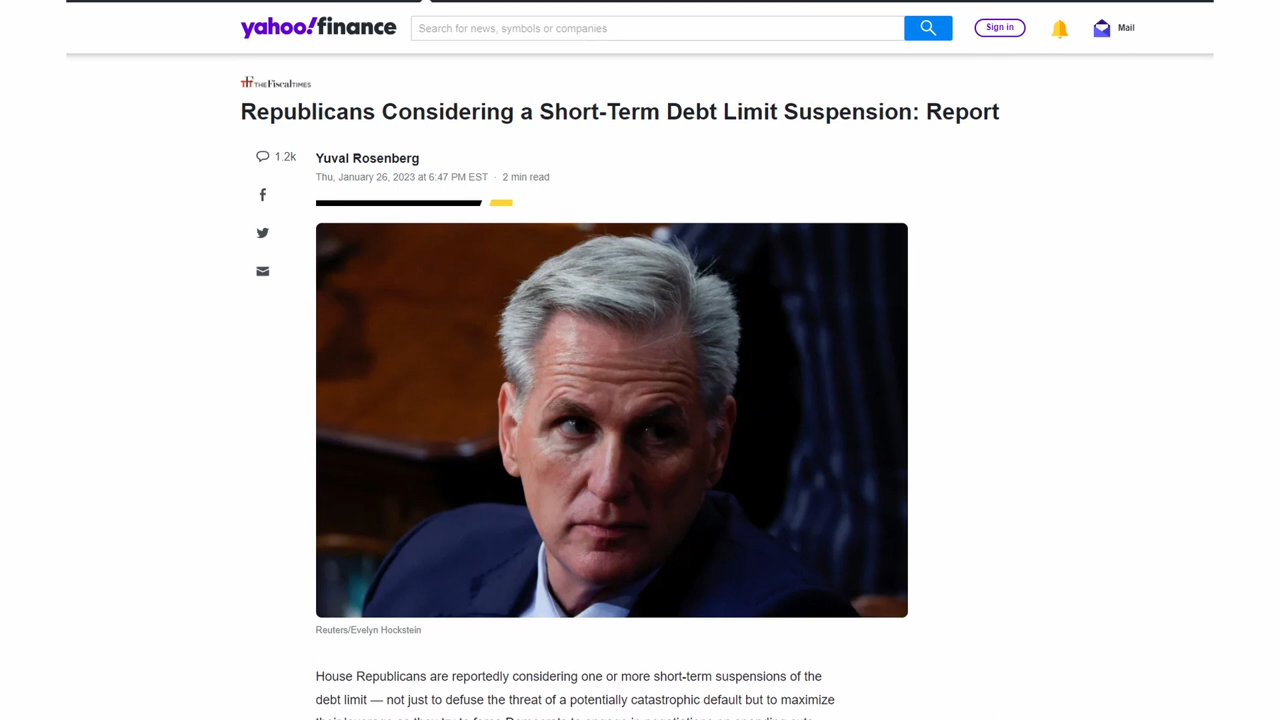 yahoo!finance
Search for news, symbols or companies
Sign in
Mail
THE FISCAL TIMES
Republicans Considering a Short-Term Debt Limit Suspension: Report
1.2k
Yuval Rosenberg
Thu, January 26, 2023 at 6:47 PM EST · 2 min read
Reuters/Evelyn Hockstein
House Republicans are reportedly considering one or more short-term suspensions of the
debt limit — not just to defuse the threat of a potentially catastrophic default but to maximize